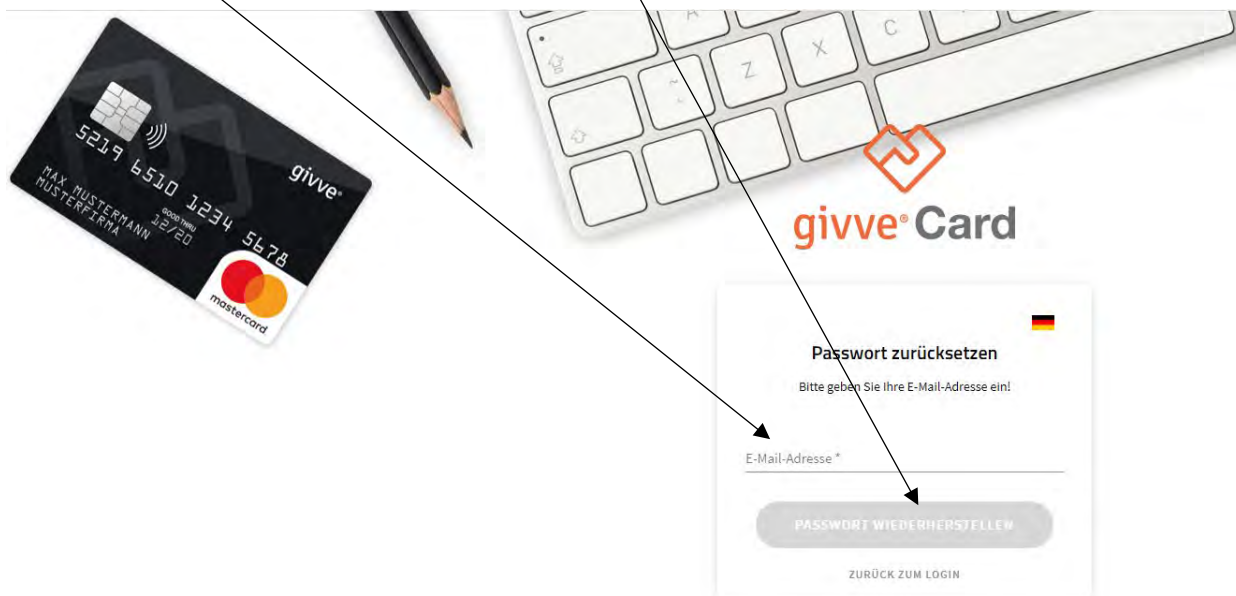 A
C
X
Z
~
givve®
5219 6510 1234 5678
GOOD THRU
12/20
MAX MUSTERMANN
MUSTERFIRMA
mastercard
givve® Card
Passwort zurücksetzen
Bitte geben Sie Ihre E-Mail-Adresse ein!
E-Mail-Adresse *
PASSWORT WIEDERHERSTELLEN
ZURÜCK ZUM LOGIN